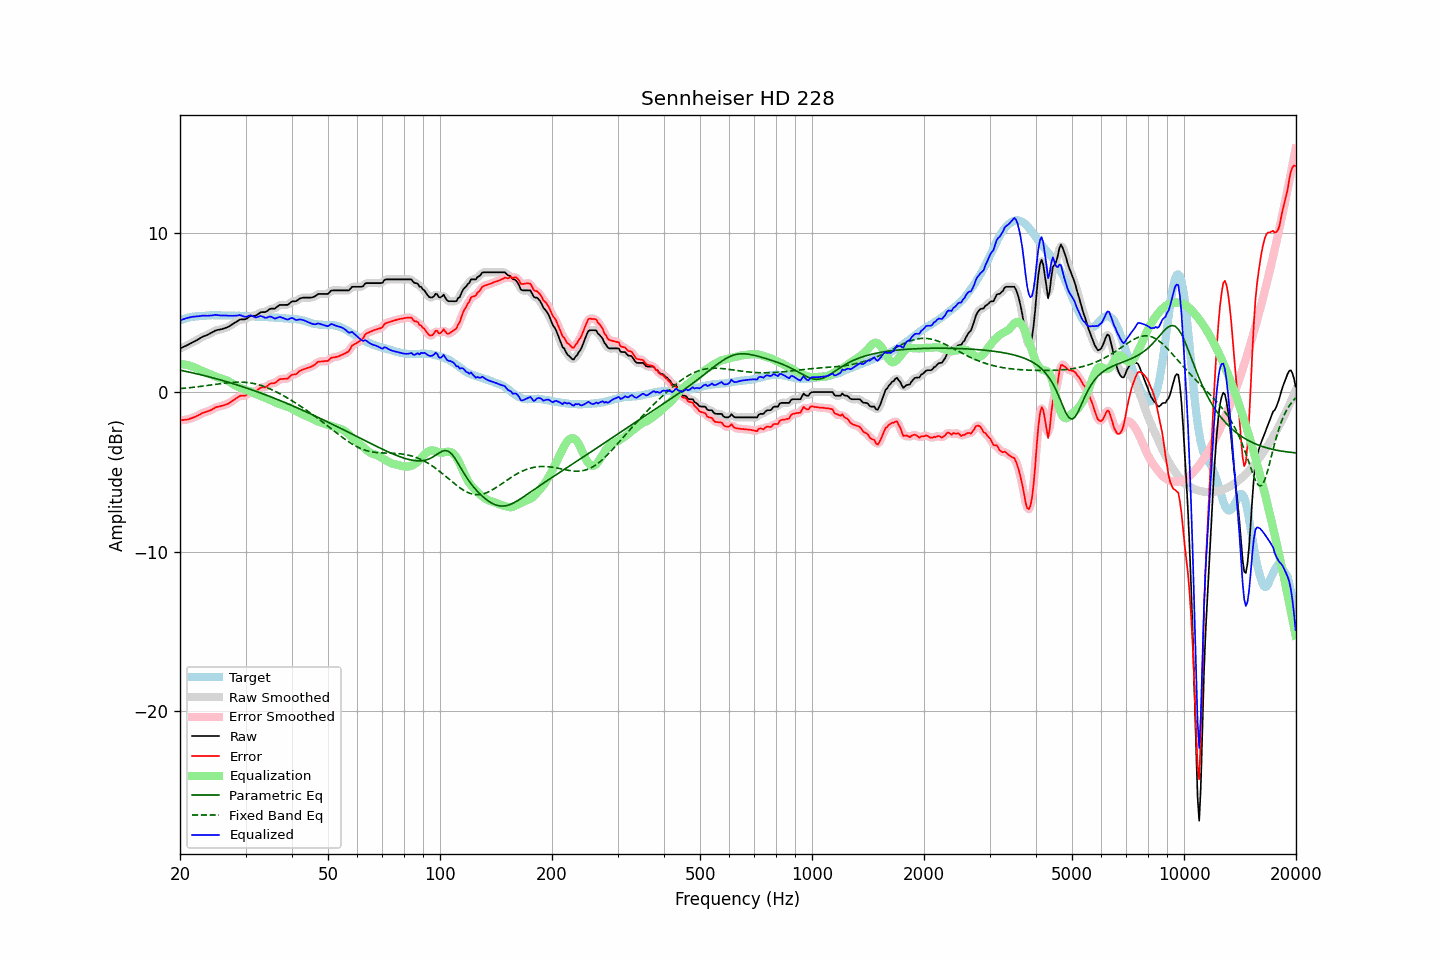 Sennheiser HD 228
Amplitude (dBr)
10
0
−10
−20
Target
Raw Smoothed
Error Smoothed
Raw
Error
Equalization
Parametric Eq
Fixed Band Eq
Equalized
20 50 100 200 500 1000 2000 5000 10000 20000
Frequency (Hz)